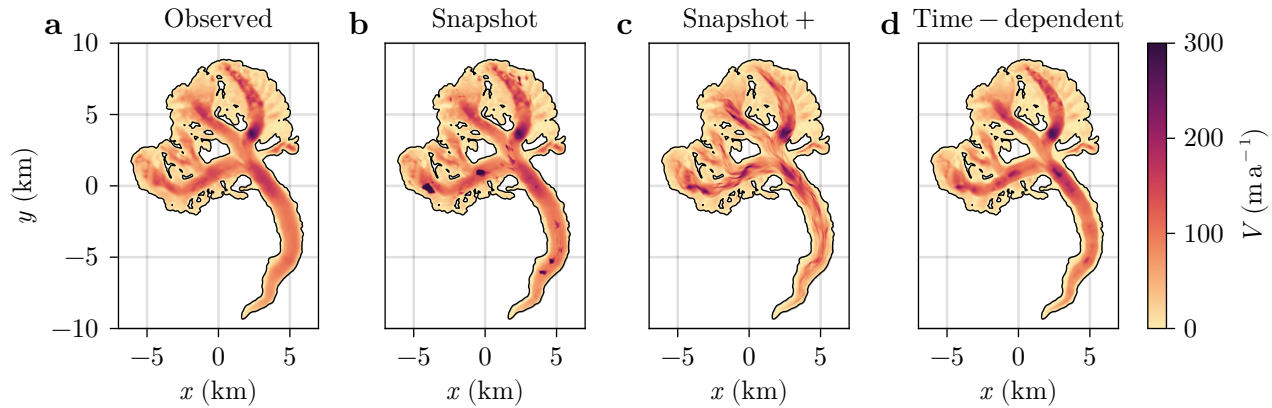 a Observed
b Snapshot
c Snapshot +
d Time − dependent
y (km)
10
5
0
−5
−10
−5 0 5
x (km)
−5 0 5
x (km)
−5 0 5
x (km)
−5 0 5
x (km)
300
200
100
0
V (m a⁻¹)